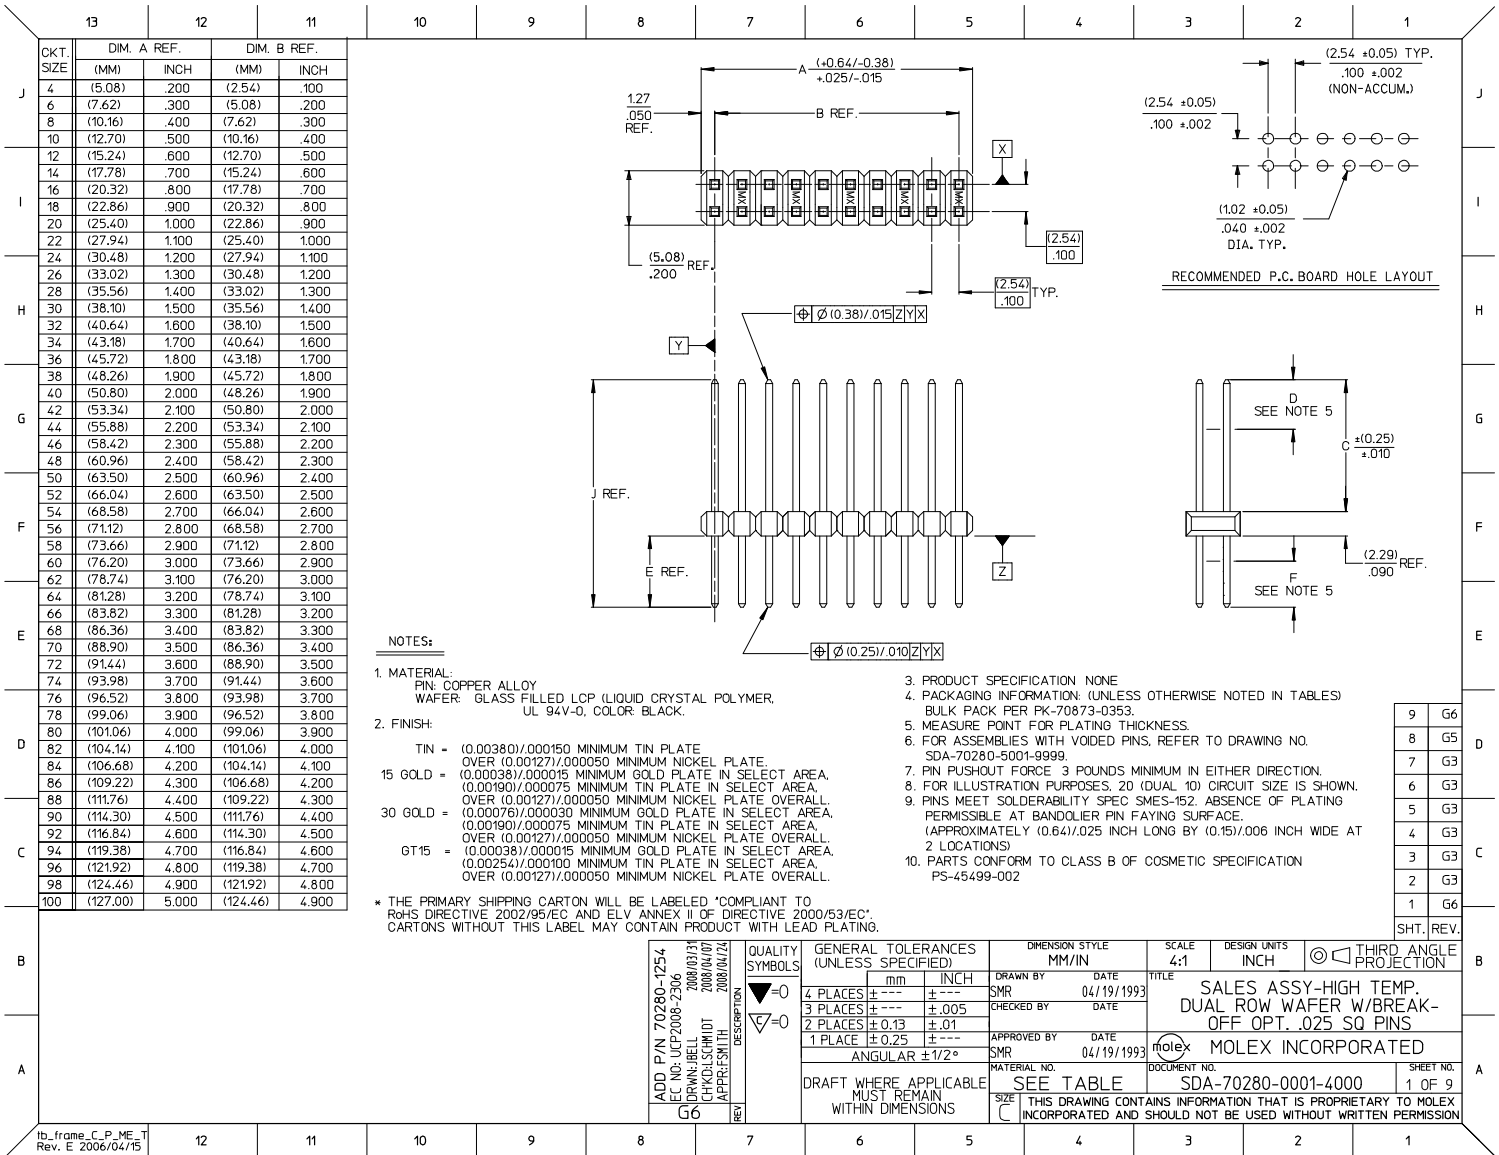 13 12 11 10 9 8 7 6 5 4 3 2 1
J
I
H
G
F
E
D
C
B
A
CKT. SIZE DIM. A REF. DIM. B REF.
(MM) INCH (MM) INCH
4 (5.08) .200 (2.54) .100
6 (7.62) .300 (5.08) .200
8 (10.16) .400 (7.62) .300
10 (12.70) .500 (10.16) .400
12 (15.24) .600 (12.70) .500
14 (17.78) .700 (15.24) .600
16 (20.32) .800 (17.78) .700
18 (22.86) .900 (20.32) .800
20 (25.40) 1.000 (22.86) .900
22 (27.94) 1.100 (25.40) 1.000
24 (30.48) 1.200 (27.94) 1.100
26 (33.02) 1.300 (30.48) 1.200
28 (35.56) 1.400 (33.02) 1.300
30 (38.10) 1.500 (35.56) 1.400
32 (40.64) 1.600 (38.10) 1.500
34 (43.18) 1.700 (40.64) 1.600
36 (45.72) 1.800 (43.18) 1.700
38 (48.26) 1.900 (45.72) 1.800
40 (50.80) 2.000 (48.26) 1.900
42 (53.34) 2.100 (50.80) 2.000
44 (55.88) 2.200 (53.34) 2.100
46 (58.42) 2.300 (55.88) 2.200
48 (60.96) 2.400 (58.42) 2.300
50 (63.50) 2.500 (60.96) 2.400
52 (66.04) 2.600 (63.50) 2.500
54 (68.58) 2.700 (66.04) 2.600
56 (71.12) 2.800 (68.58) 2.700
58 (73.66) 2.900 (71.12) 2.800
60 (76.20) 3.000 (73.66) 2.900
62 (78.74) 3.100 (76.20) 3.000
64 (81.28) 3.200 (78.74) 3.100
66 (83.82) 3.300 (81.28) 3.200
68 (86.36) 3.400 (83.82) 3.300
70 (88.90) 3.500 (86.36) 3.400
72 (91.44) 3.600 (88.90) 3.500
74 (93.98) 3.700 (91.44) 3.600
76 (96.52) 3.800 (93.98) 3.700
78 (99.06) 3.900 (96.52) 3.800
80 (101.06) 4.000 (99.06) 3.900
82 (104.14) 4.100 (101.06) 4.000
84 (106.68) 4.200 (104.14) 4.100
86 (109.22) 4.300 (106.68) 4.200
88 (111.76) 4.400 (109.22) 4.300
90 (114.30) 4.500 (111.76) 4.400
92 (116.84) 4.600 (114.30) 4.500
94 (119.38) 4.700 (116.84) 4.600
96 (121.92) 4.800 (119.38) 4.700
98 (124.46) 4.900 (121.92) 4.800
100 (127.00) 5.000 (124.46) 4.900
A (+0.64/-0.38)
+.025/-.015
1.27
.050
REF.
B REF.
X
MX MX MX MX
(5.08)
.200 REF.
(2.54)
.100
(2.54)
.100 TYP.
(2.54 ±0.05) TYP.
.100 ±.002
(NON-ACCUM.)
(2.54 ±0.05)
.100 ±.002
(1.02 ±0.05)
.040 ±.002
DIA. TYP.
RECOMMENDED P.C. BOARD HOLE LAYOUT
⌖ Ø (0.38)/.015 Z Y X
Y
J REF.
E REF.
Z
⌖ Ø (0.25)/.010 Z Y X
D
SEE NOTE 5
C ±(0.25)
±.010
(2.29)
.090 REF.
F
SEE NOTE 5
NOTES:
1. MATERIAL:
PIN: COPPER ALLOY
WAFER: GLASS FILLED LCP (LIQUID CRYSTAL POLYMER,
UL 94V-0, COLOR: BLACK.
2. FINISH:
TIN = (0.00380)/.000150 MINIMUM TIN PLATE
OVER (0.00127)/.000050 MINIMUM NICKEL PLATE.
15 GOLD = (0.00038)/.000015 MINIMUM GOLD PLATE IN SELECT AREA,
(0.00190)/.000075 MINIMUM TIN PLATE IN SELECT AREA,
OVER (0.00127)/.000050 MINIMUM NICKEL PLATE OVERALL.
30 GOLD = (0.00076)/.000030 MINIMUM GOLD PLATE IN SELECT AREA,
(0.00190)/.000075 MINIMUM TIN PLATE IN SELECT AREA,
OVER (0.00127)/.000050 MINIMUM NICKEL PLATE OVERALL.
GT15 = (0.00038)/.000015 MINIMUM GOLD PLATE IN SELECT AREA,
(0.00254)/.000100 MINIMUM TIN PLATE IN SELECT AREA,
OVER (0.00127)/.000050 MINIMUM NICKEL PLATE OVERALL.
* THE PRIMARY SHIPPING CARTON WILL BE LABELED "COMPLIANT TO
RoHS DIRECTIVE 2002/95/EC AND ELV ANNEX II OF DIRECTIVE 2000/53/EC".
CARTONS WITHOUT THIS LABEL MAY CONTAIN PRODUCT WITH LEAD PLATING.
3. PRODUCT SPECIFICATION NONE
4. PACKAGING INFORMATION: (UNLESS OTHERWISE NOTED IN TABLES)
BULK PACK PER PK-70873-0353.
5. MEASURE POINT FOR PLATING THICKNESS.
6. FOR ASSEMBLIES WITH VOIDED PINS, REFER TO DRAWING NO.
SDA-70280-5001-9999.
7. PIN PUSHOUT FORCE 3 POUNDS MINIMUM IN EITHER DIRECTION.
8. FOR ILLUSTRATION PURPOSES, 20 (DUAL 10) CIRCUIT SIZE IS SHOWN.
9. PINS MEET SOLDERABILITY SPEC SMES-152. ABSENCE OF PLATING
PERMISSIBLE AT BANDOLIER PIN FAYING SURFACE.
(APPROXIMATELY (0.64)/.025 INCH LONG BY (0.15)/.006 INCH WIDE AT
2 LOCATIONS)
10. PARTS CONFORM TO CLASS B OF COSMETIC SPECIFICATION
PS-45499-002
9 G6
8 G5
7 G3
6 G3
5 G3
4 G3
3 G3
2 G3
1 G6
SHT. REV.
ADD P/N 70280-1254
EC NO: UCP2008-2306
DRWN:JBELL 2008/03/31
CH'KD:LSCHMIDT 2008/04/07
APPR:FSMITH 2008/04/24
G6
DESCRIPTION
REV
QUALITY SYMBOLS
=0
C =0
GENERAL TOLERANCES
(UNLESS SPECIFIED)
mm INCH
4 PLACES ± --- ± ---
3 PLACES ± --- ± .005
2 PLACES ± 0.13 ± .01
1 PLACE ± 0.25 ± ---
ANGULAR ± 1/2°
DRAFT WHERE APPLICABLE
MUST REMAIN
WITHIN DIMENSIONS
DIMENSION STYLE
MM/IN
SCALE
4:1
DESIGN UNITS
INCH
THIRD ANGLE
PROJECTION
DRAWN BY DATE
SMR 04/19/1993
CHECKED BY DATE
APPROVED BY DATE
SMR 04/19/1993
TITLE
SALES ASSY-HIGH TEMP.
DUAL ROW WAFER W/BREAK-
OFF OPT. .025 SQ PINS
molex MOLEX INCORPORATED
MATERIAL NO.
SEE TABLE
DOCUMENT NO.
SDA-70280-0001-4000
SHEET NO.
1 OF 9
SIZE
C
THIS DRAWING CONTAINS INFORMATION THAT IS PROPRIETARY TO MOLEX
INCORPORATED AND SHOULD NOT BE USED WITHOUT WRITTEN PERMISSION
tb_frame_C_P_ME_T
Rev. E 2006/04/15
12 11 10 9 8 7 6 5 4 3 2 1